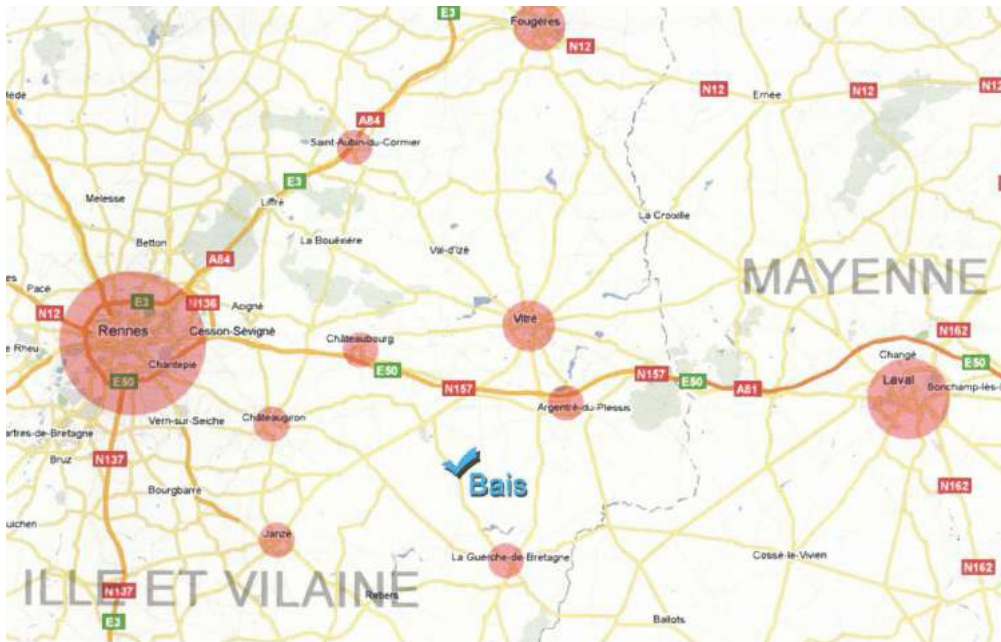 E3
Fougères
N12
N12
Ernée
N12
N12
A84
Saint-Aubin-du-Cormier
E3
Liffré
Melesse
La Croixille
Betton
La Bouëxière
Val-d'Izé
A84
MAYENNE
Pacé
N12
E3
N136
Acigné
Rennes
Cesson-Sévigné
Vitré
Châteaubourg
N162
Changé
E50
Rheu
Chantepie
E50
E50
N157
N157
E50
A81
Laval
Argentré-du-Plessis
Vern-sur-Seiche
Châteaugiron
artres-de-Bretagne
Bruz
N137
Bais
Bourgbarré
N162
Janzé
La Guerche-de-Bretagne
Cossé-le-Vivien
N162
ILLE ET VILAINE
N137
Retiers
Ballots
E3